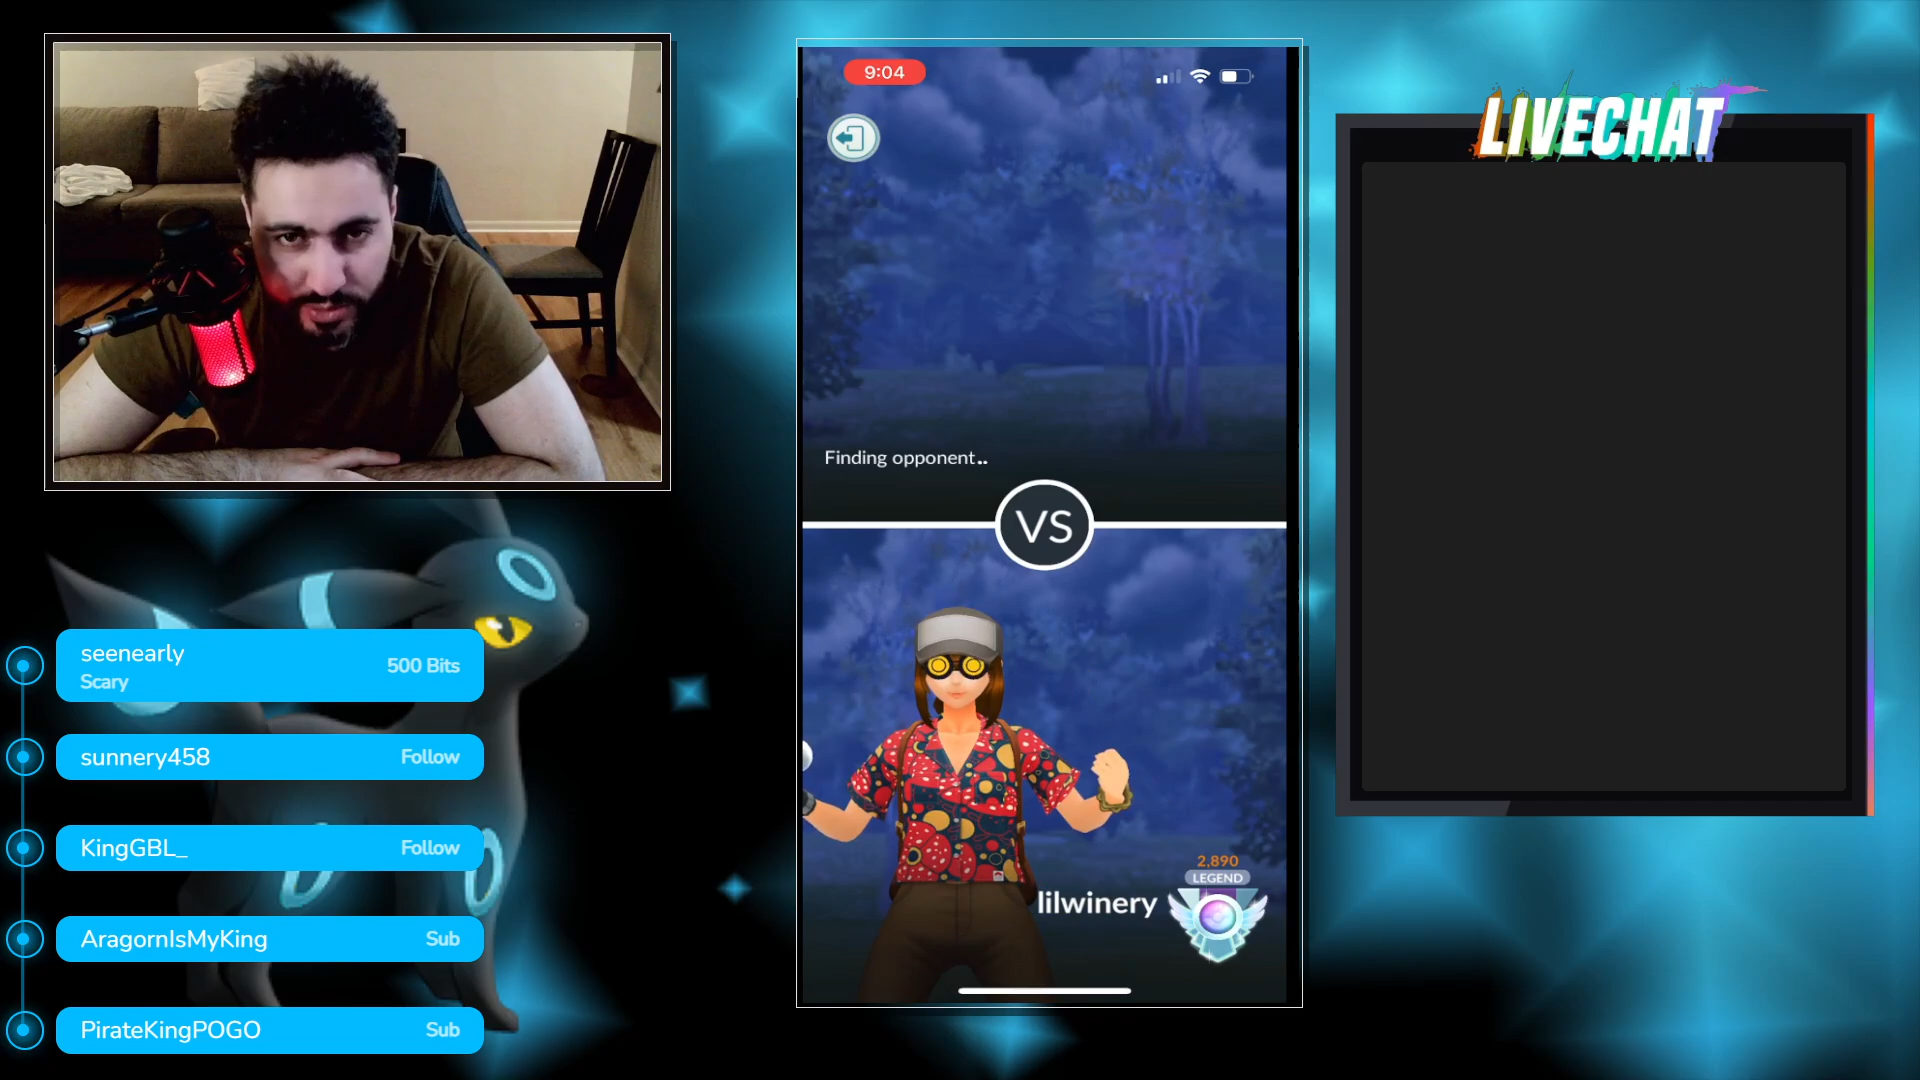 9:04
Finding opponent..
VS
2,890
LEGEND
lilwinery
LIVECHAT
seenearly
Scary
500 Bits
sunnery458
Follow
KingGBL_
Follow
AragornIsMyKing
Sub
PirateKingPOGO
Sub